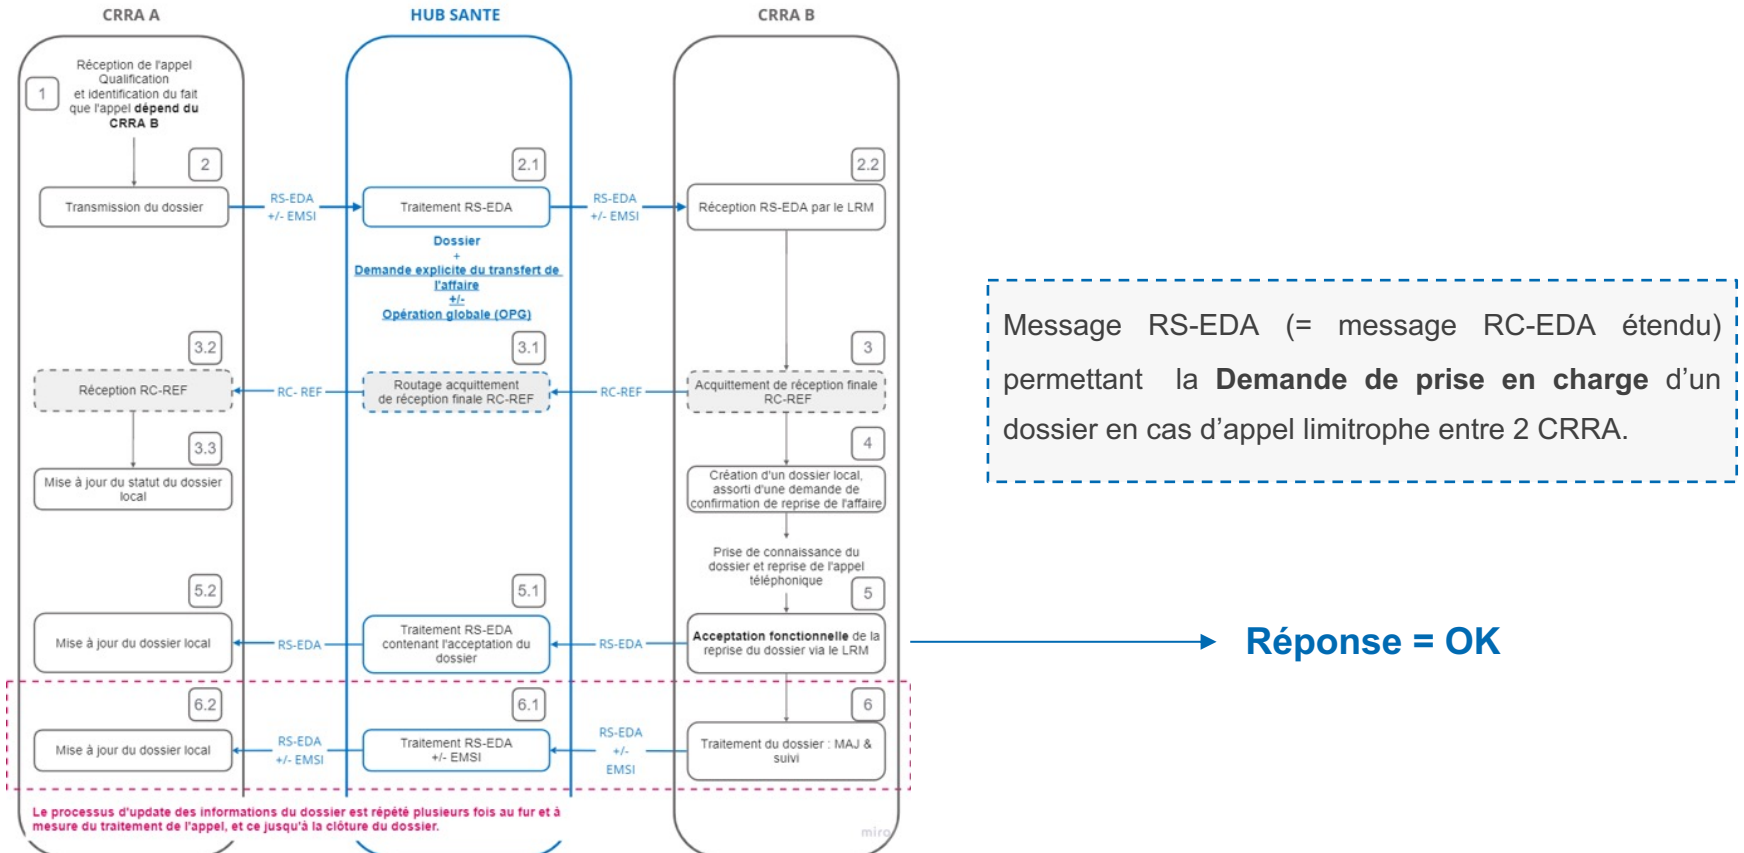 CRRA A
HUB SANTE
CRRA B
Réception de l'appel
Qualification
et identification du fait
que l'appel dépend du
CRRA B
1
2
2.1
2.2
Transmission du dossier
RS-EDA
+/- EMSI
Traitement RS-EDA
RS-EDA
+/- EMSI
Réception RS-EDA par le LRM
Dossier
+
Demande explicite du transfert de
l'affaire
+/-
Opération globale (OPG)
3.2
3.1
3
Réception RC-REF
RC- REF
Routage acquittement
de réception finale RC-REF
RC-REF
Acquittement de réception finale
RC-REF
3.3
4
Mise à jour du statut du dossier
local
Création d'un dossier local,
assorti d'une demande de
confirmation de reprise de l'affaire
Prise de connaissance du
dossier et reprise de l'appel
téléphonique
5.2
5.1
5
Mise à jour du dossier local
RS-EDA
Traitement RS-EDA
contenant l'acceptation du
dossier
RS-EDA
Acceptation fonctionnelle de la
reprise du dossier via le LRM
6.2
6.1
6
Mise à jour du dossier local
RS-EDA
+/- EMSI
Traitement RS-EDA
+/- EMSI
RS-EDA
+/-
EMSI
Traitement du dossier : MAJ &
suivi
Le processus d'update des informations du dossier est répété plusieurs fois au fur et à
mesure du traitement de l'appel, et ce jusqu'à la clôture du dossier.
miro
Message RS-EDA (= message RC-EDA étendu)
permettant la Demande de prise en charge d'un
dossier en cas d'appel limitrophe entre 2 CRRA.
Réponse = OK